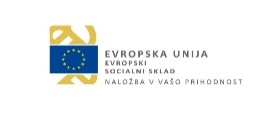 EVROPSKA UNIJA
EVROPSKI
SOCIALNI SKLAD
NALOŽBA V VAŠO PRIHODNOST